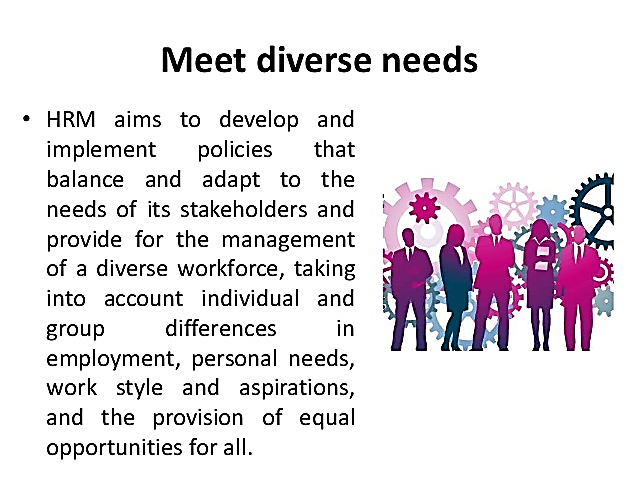 Meet diverse needs
• HRM aims to develop and
implement policies that
balance and adapt to the
needs of its stakeholders and
provide for the management
of a diverse workforce, taking
into account individual and
group differences in
employment, personal needs,
work style and aspirations,
and the provision of equal
opportunities for all.